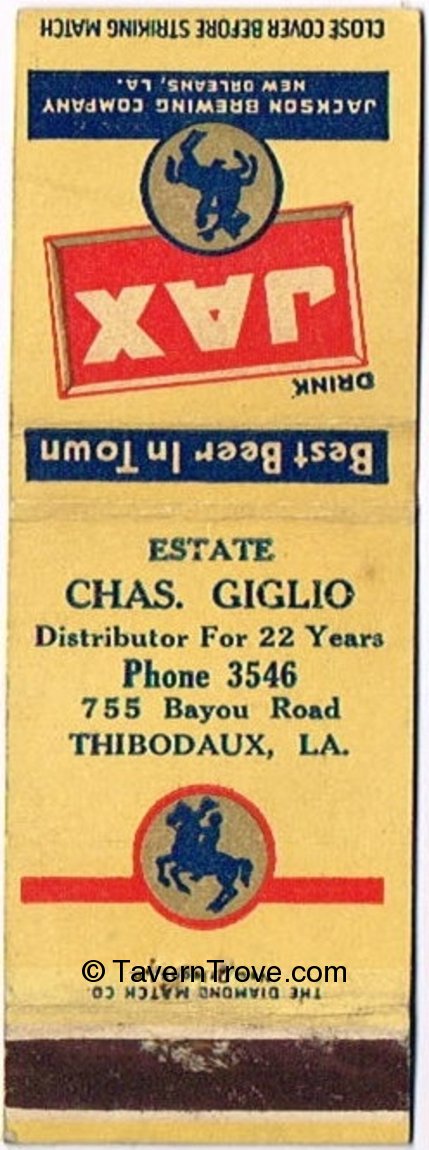 CLOSE COVER BEFORE STRIKING MATCH
JACKSON BREWING COMPANY
NEW ORLEANS, LA.
DRINK
JAX
Best Beer In Town
ESTATE
CHAS. GIGLIO
Distributor For 22 Years
Phone 3546
755 Bayou Road
THIBODAUX, LA.
© TavernTrove.com
THE DIAMOND MATCH CO.